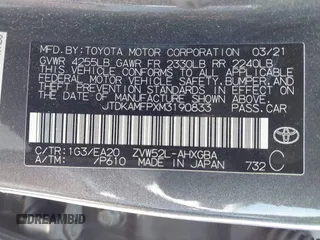 MFD. BY: TOYOTA MOTOR CORPORATION 03/21
GVWR 4255LB GAWR FR 2330LB RR 2240LB
THIS VEHICLE CONFORMS TO ALL APPLICABLE
FEDERAL MOTOR VEHICLE SAFETY, BUMPER, AND
THEFT PREVENTION STANDARDS IN EFFECT ON
THE DATE OF MANUFACTURE SHOWN ABOVE.
JTDKAMFPXM3190833 PASS.CAR
C/TR:1G3/EA20 ZVW52L-AHXGBA
A/TM: /P610 MADE IN JAPAN 732 C
TOYOTA
DREAMBID